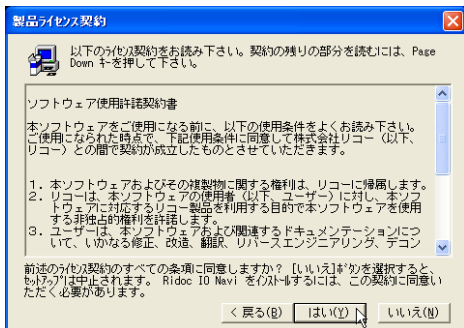 製品ライセンス契約
以下のライセンス契約をお読み下さい。契約の残りの部分を読むには、Page
Down キーを押して下さい。
ソフトウェア使用許諾契約書
本ソフトウェアをご使用になる前に、以下の使用条件をよくお読み下さい。
ご使用になられた時点で、下記使用条件に同意して株式会社リコー（以下、
リコー）との間で契約が成立したものとさせていただきます。
1. 本ソフトウェアおよびその複製物に関する権利は、リコーに帰属します。
2. リコーは、本ソフトウェアの使用者（以下、ユーザー）に対し、本ソフ
トウェアに対応するリコー製品を利用する目的で本ソフトウェアを使用
する非独占的権利を許諾します。
3. ユーザーは、本ソフトウェアおよび関連するドキュメンテーションにつ
いて、いかなる修正、改造、翻訳、リバースエンジニアリング、デコン
前述のライセンス契約のすべての条項に同意しますか？ [いいえ]ボタンを選択すると、
セットアップは中止されます。 Ridoc IO Navi をインストールするには、この契約に同意い
ただく必要があります。
< 戻る(B)
はい(Y)
いいえ(N)